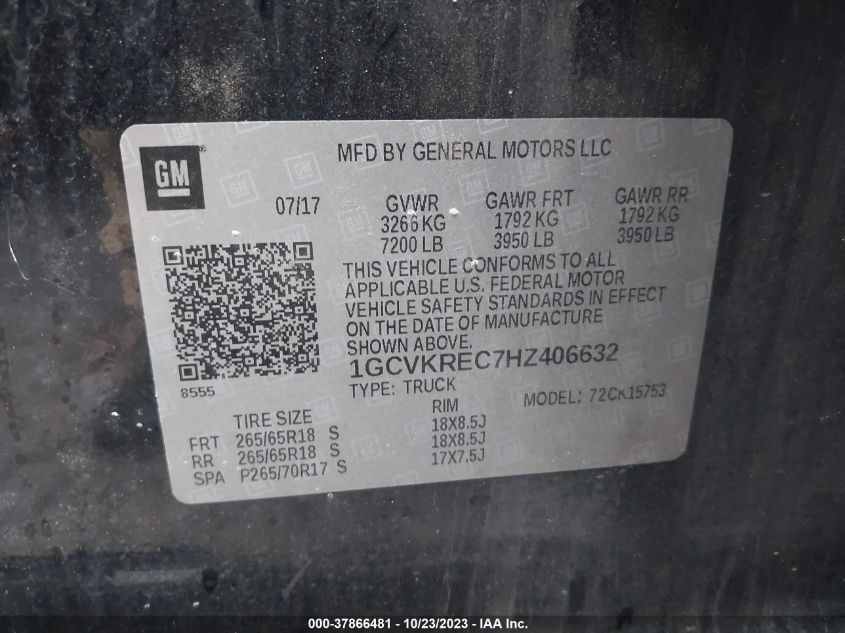 GM
MFD BY GENERAL MOTORS LLC
07/17
GVWR GAWR FRT GAWR RR
3266 KG 1792 KG 1792 KG
7200 LB 3950 LB 3950 LB
THIS VEHICLE CONFORMS TO ALL
APPLICABLE U.S. FEDERAL MOTOR
VEHICLE SAFETY STANDARDS IN EFFECT
ON THE DATE OF MANUFACTURE
SHOWN ABOVE.
1GCVKREC7HZ406632
8555
TYPE: TRUCK MODEL: 72CK15753
TIRE SIZE RIM
FRT 265/65R18 S 18X8.5J
RR 265/65R18 S 18X8.5J
SPA P265/70R17 S 17X7.5J
000-37866481 - 10/23/2023 - IAA Inc.